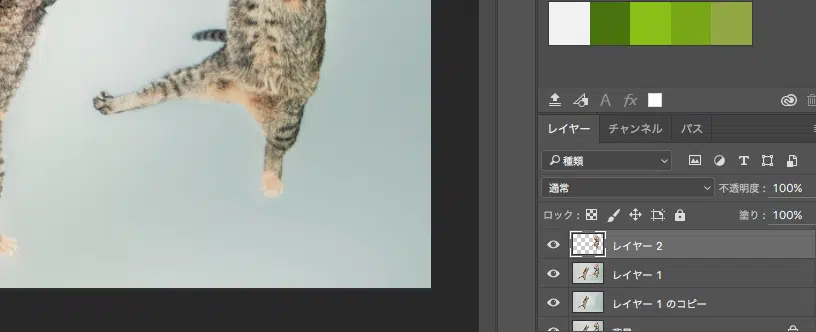 A fx
レイヤー チャンネル パス
種類 T
通常 不透明度： 100%
ロック： 塗り： 100%
レイヤー 2
レイヤー 1
レイヤー 1 のコピー
背景